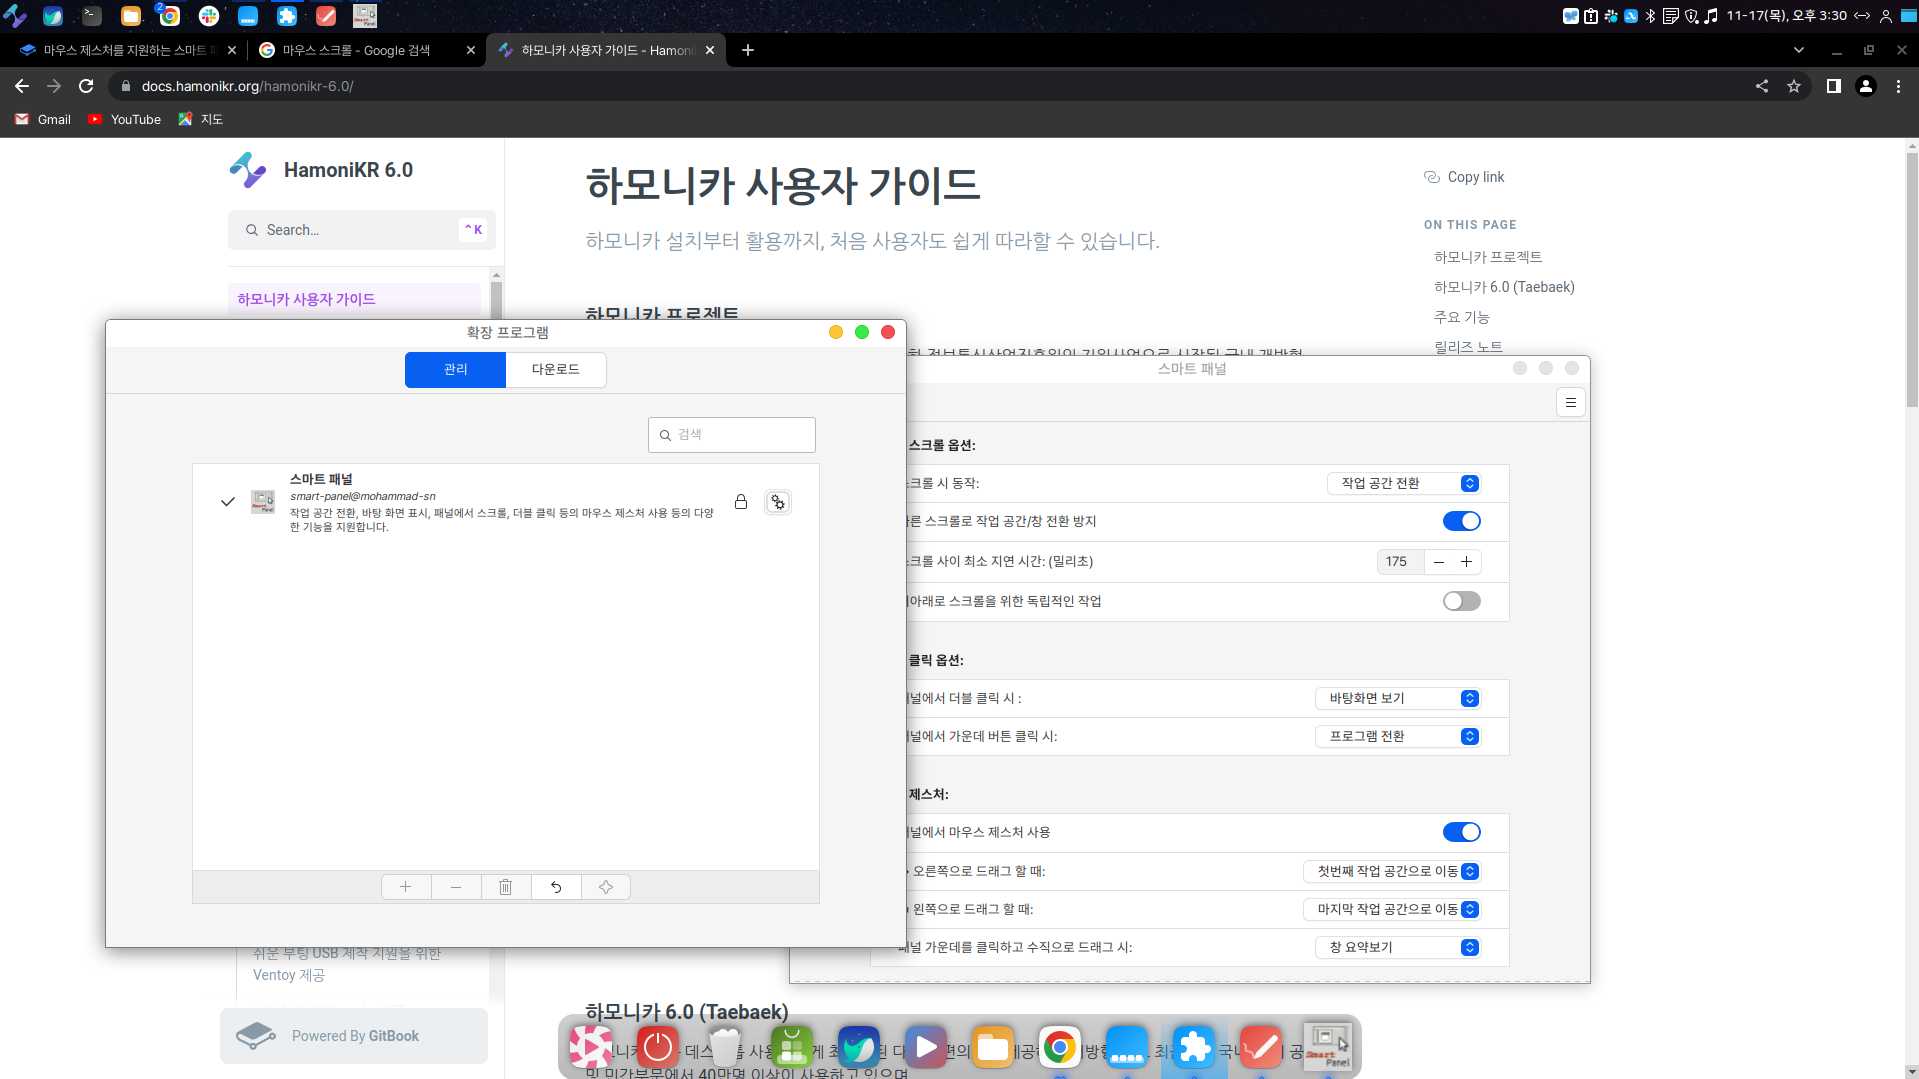 11-17(목), 오후 3:30
마우스 제스처를 지원하는 스마트
마우스 스크롤 - Google 검색
하모니카 사용자 가이드 - Hamoni
docs.hamonikr.org/hamonikr-6.0/
Gmail
YouTube
지도
HamoniKR 6.0
Search...
⌃K
하모니카 사용자 가이드
하모니카 사용자 가이드
하모니카 설치부터 활용까지, 처음 사용자도 쉽게 따라할 수 있습니다.
하모니카 프로젝트
Copy link
ON THIS PAGE
하모니카 프로젝트
하모니카 6.0 (Taebaek)
주요 기능
릴리즈 노트
확장 프로그램
관리
다운로드
검색
스마트 패널
smart-panel@mohammad-sn
작업 공간 전환, 바탕 화면 표시, 패널에서 스크롤, 더블 클릭 등의 마우스 제스처 사용 등의 다양
한 기능을 지원합니다.
스마트 패널
스크롤 옵션:
크롤 시 동작:
작업 공간 전환
른 스크롤로 작업 공간/창 전환 방지
크롤 사이 최소 지연 시간: (밀리초)
175
아래로 스크롤을 위한 독립적인 작업
클릭 옵션:
널에서 더블 클릭 시 :
바탕화면 보기
널에서 가운데 버튼 클릭 시:
프로그램 전환
제스처:
널에서 마우스 제스처 사용
오른쪽으로 드래그 할 때:
첫번째 작업 공간으로 이동
왼쪽으로 드래그 할 때:
마지막 작업 공간으로 이동
패널 가운데를 클릭하고 수직으로 드래그 시:
창 요약보기
쉬운 부팅 USB 제작 지원을 위한
Ventoy 제공
Powered By GitBook
하모니카 6.0 (Taebaek)
및 민간부문에서 40만명 이상이 사용하고 있으며